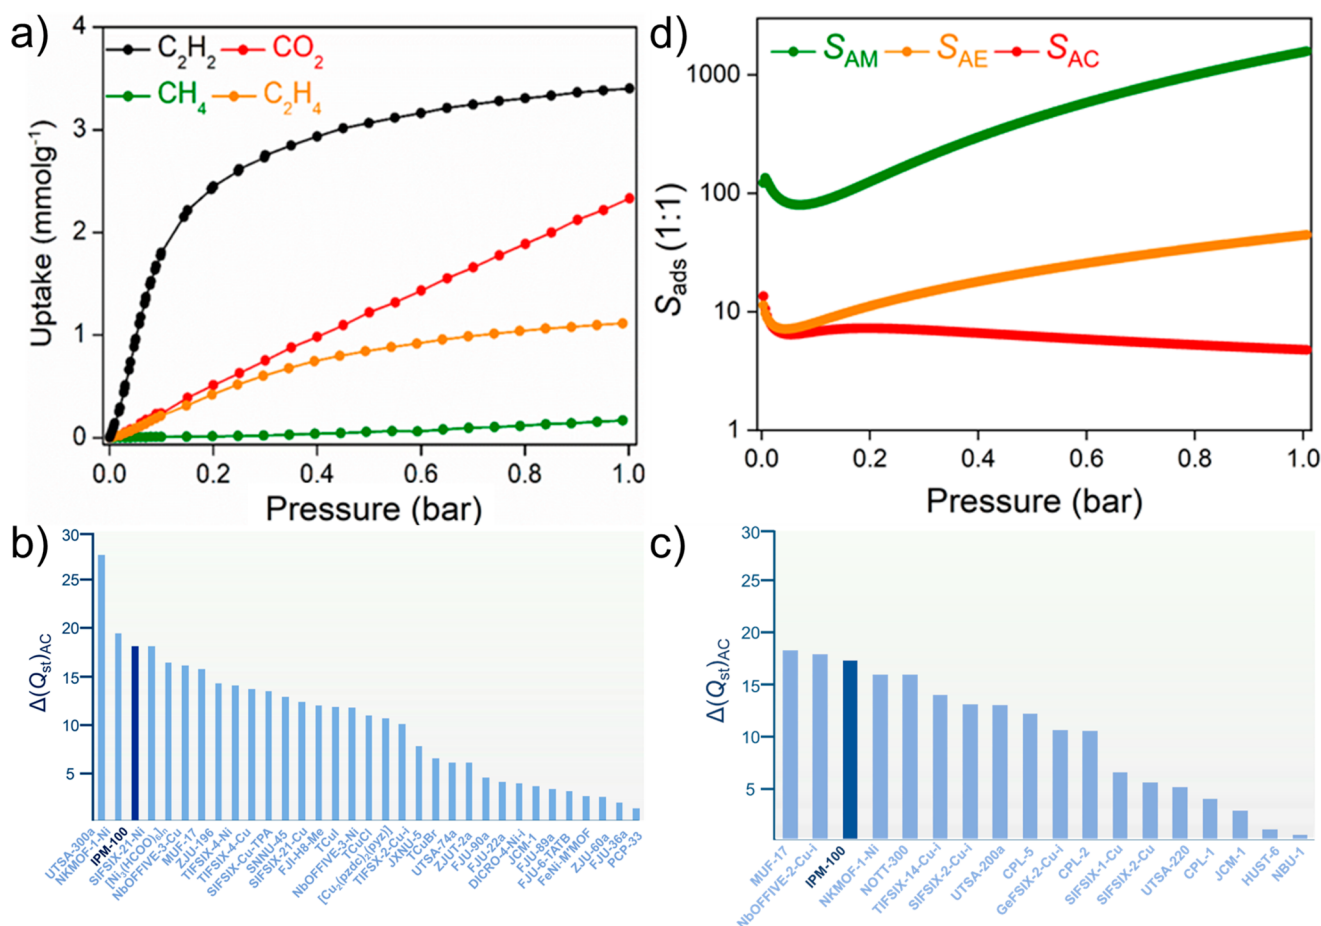 a)
C2H2 CO2
CH4 C2H4
Uptake (mmolg-1)
4
3
2
1
0
0.0 0.2 0.4 0.6 0.8 1.0
Pressure (bar)
d)
SAM SAE SAC
Sads (1:1)
1000
100
10
1
0.0 0.2 0.4 0.6 0.8 1.0
Pressure (bar)
b)
Δ(Qst)AC
30
25
20
15
10
5
UTSA-300a
NKMOF-1-Ni
IPM-100
SIFSIX-21-Ni
[Ni3(HCOO)6]n
NbOFFIVE-3-Cu
MUF-17
ZJU-196
TIFSIX-4-Ni
TIFSIX-4-Cu
SIFSIX-Cu-TPA
SNNU-45
SIFSIX-21-Cu
FJI-H8-Me
TCuI
NbOFFIVE-3-Ni
TCuCl
[Cu2(pzdc)2(pyz)]
TIFSIX-2-Cu-i
JXNU-5
TCuBr
UTSA-74a
ZJUT-2a
FJU-90a
FJU-22a
DICRO-4-Ni-i
JCM-1
FJU-89a
FJU-6-TATB
FeNi-M'MOF
ZJU-60a
FJU-36a
PCP-33
c)
Δ(Qst)AC
30
25
20
15
10
5
MUF-17
NbOFFIVE-2-Cu-i
IPM-100
NKMOF-1-Ni
NOTT-300
TIFSIX-14-Cu-i
SIFSIX-2-Cu-i
UTSA-200a
CPL-5
GeFSIX-2-Cu-i
CPL-2
SIFSIX-1-Cu
SIFSIX-2-Cu
UTSA-220
CPL-1
JCM-1
HUST-6
NBU-1